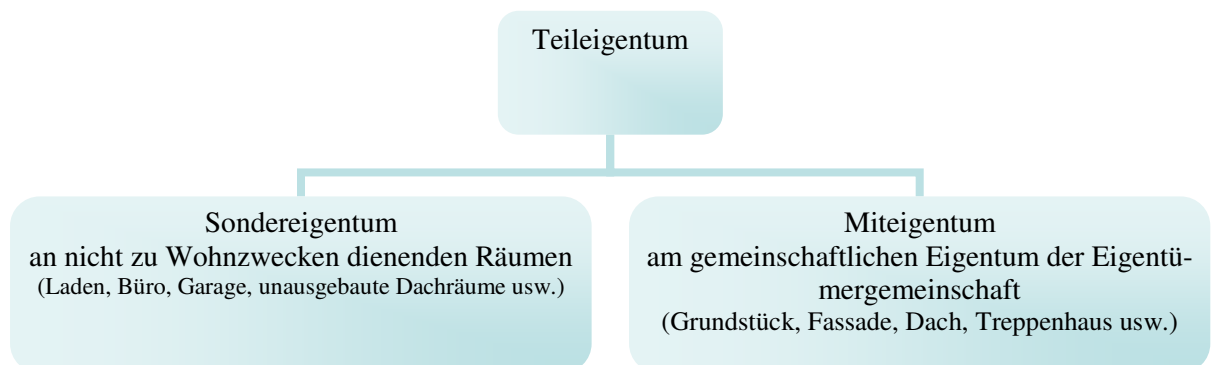 Teileigentum
Sondereigentum
an nicht zu Wohnzwecken dienenden Räumen
(Laden, Büro, Garage, unausgebaute Dachräume usw.)
Miteigentum
am gemeinschaftlichen Eigentum der Eigentü-
mergemeinschaft
(Grundstück, Fassade, Dach, Treppenhaus usw.)